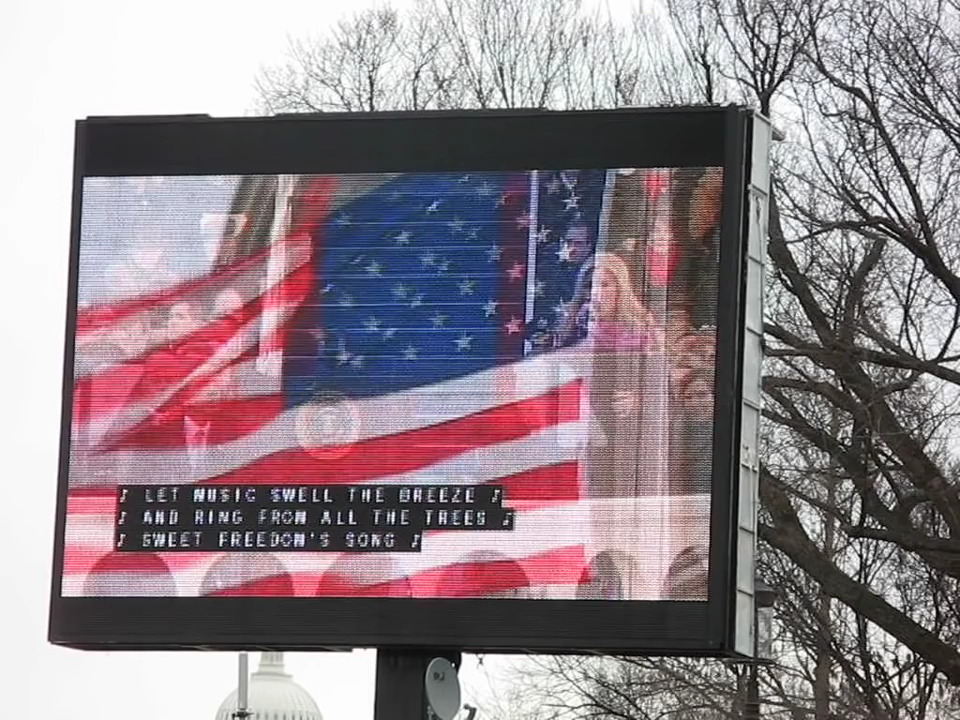 ♪ LET MUSIC SWELL THE BREEZE ♪
♪ AND RING FROM ALL THE TREES ♪
♪ SWEET FREEDOM'S SONG ♪